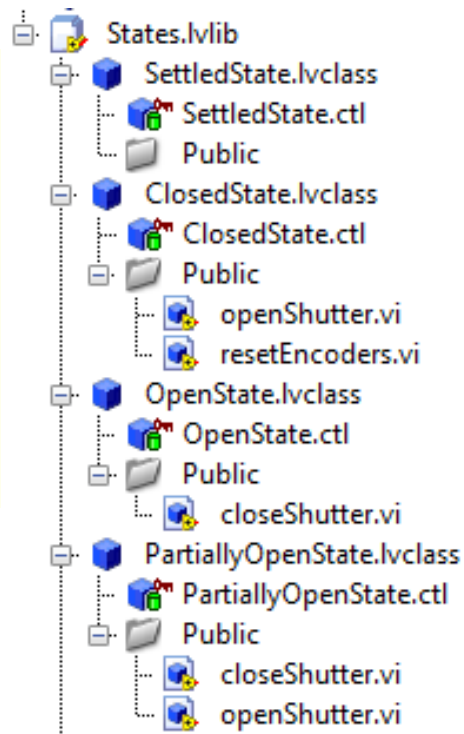 States.lvlib
SettledState.lvclass
SettledState.ctl
Public
ClosedState.lvclass
ClosedState.ctl
Public
openShutter.vi
resetEncoders.vi
OpenState.lvclass
OpenState.ctl
Public
closeShutter.vi
PartiallyOpenState.lvclass
PartiallyOpenState.ctl
Public
closeShutter.vi
openShutter.vi